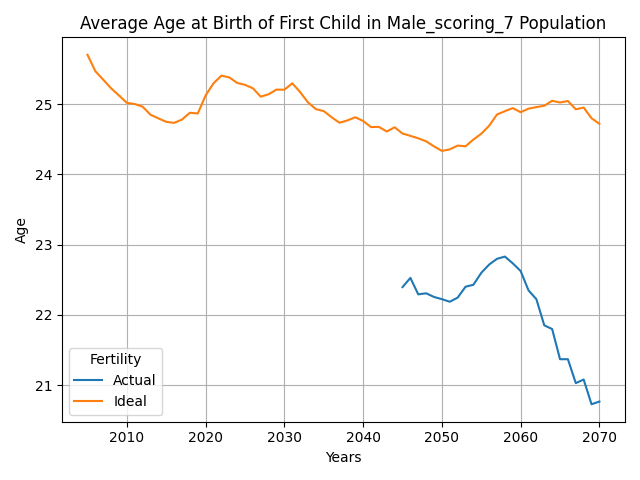 Average Age at Birth of First Child in Male_scoring_7 Population
Age
25
24
23
22
21
Fertility
Actual
Ideal
2010 2020 2030 2040 2050 2060 2070
Years